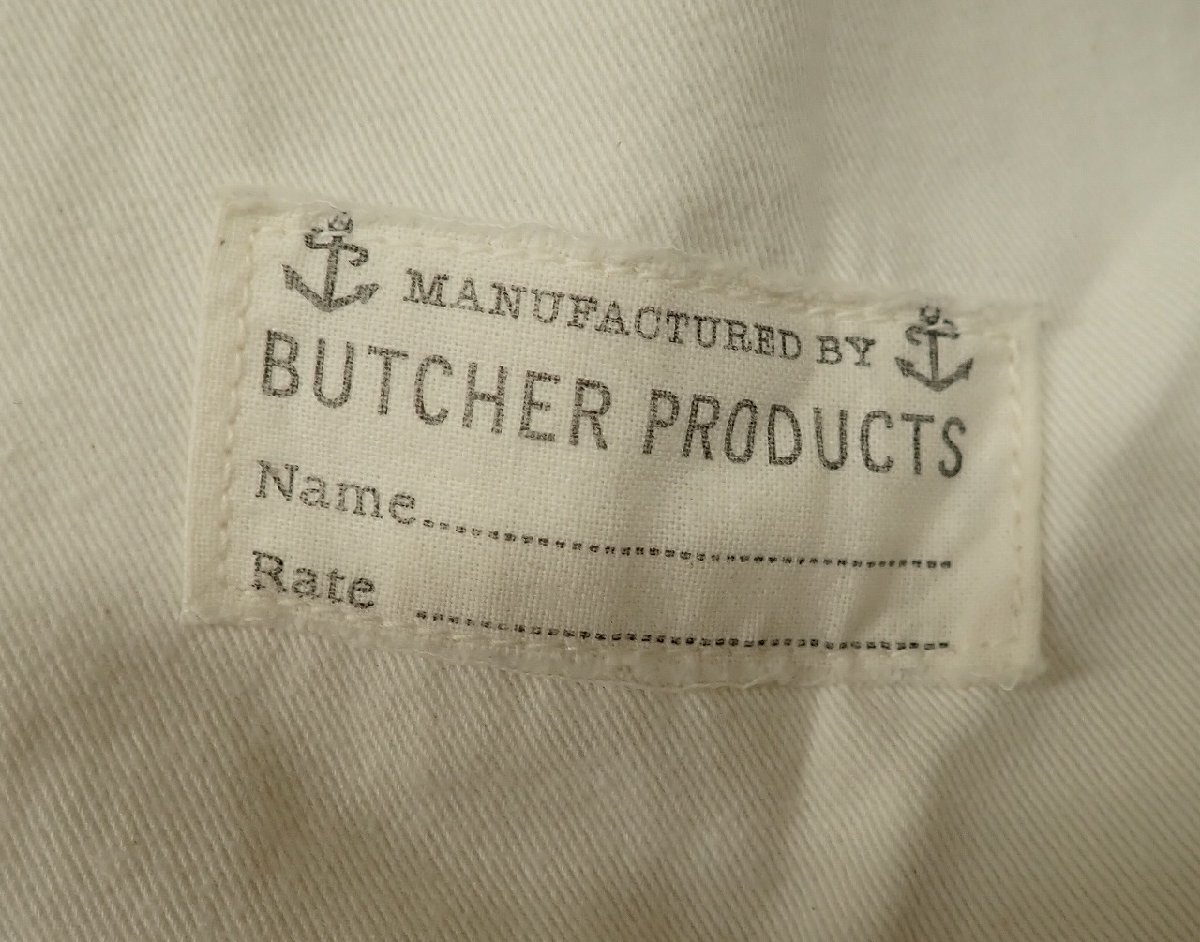 MANUFACTURED BY
BUTCHER PRODUCTS
Name..............................
Rate ..............................